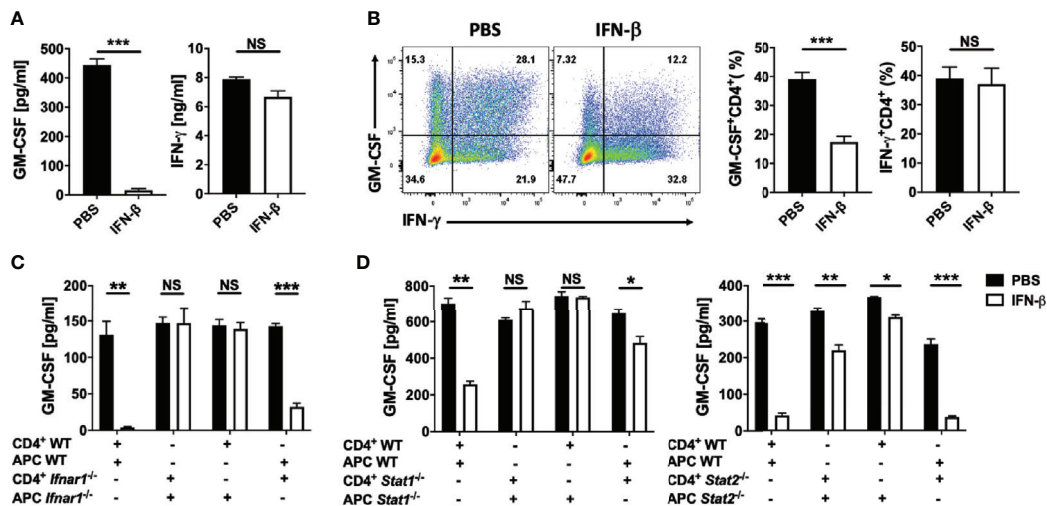 A
GM-CSF [pg/ml]
500
400
300
200
100
0
***
PBS
IFN-β
IFN-γ [ng/ml]
10
8
6
4
2
0
NS
PBS
IFN-β
B
PBS
IFN-β
GM-CSF
IFN-γ
15.3
28.1
34.6
21.9
7.32
12.2
47.7
32.8
GM-CSF+CD4+( %)
50
40
30
20
10
0
***
PBS
IFN-β
IFN-γ+CD4+ (%)
50
40
30
20
10
0
NS
PBS
IFN-β
C
GM-CSF [pg/ml]
200
150
100
50
0
** NS NS ***
CD4+ WT + - + -
APC WT + - - +
CD4+ Ifnar1-/- - + - +
APC Ifnar1-/- - + + -
D
GM-CSF [pg/ml]
800
600
400
200
0
** NS NS *
CD4+ WT + - + -
APC WT + - - +
CD4+ Stat1-/- - + - +
APC Stat1-/- - + + -
GM-CSF [pg/ml]
400
300
200
100
0
*** ** * ***
CD4+ WT + - + -
APC WT + - - +
CD4+ Stat2-/- - + - +
APC Stat2-/- - + + -
PBS
IFN-β